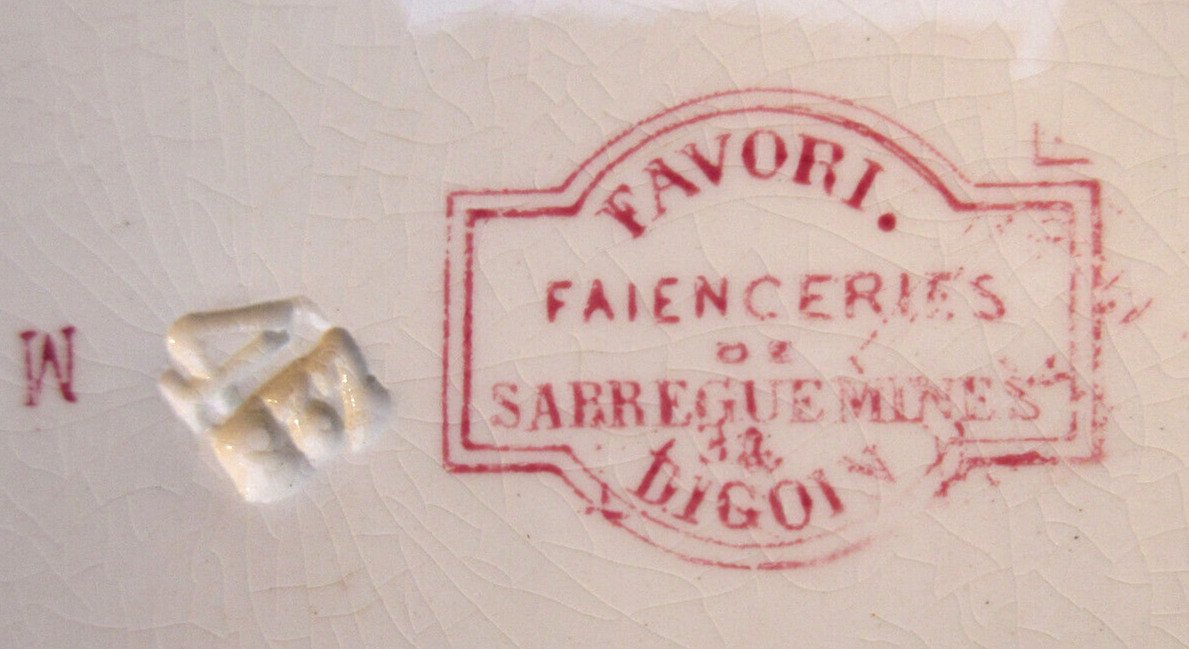 FAVORI.
FAIENCERIES
DE
SARREGUEMINES
&
DIGOIN
M